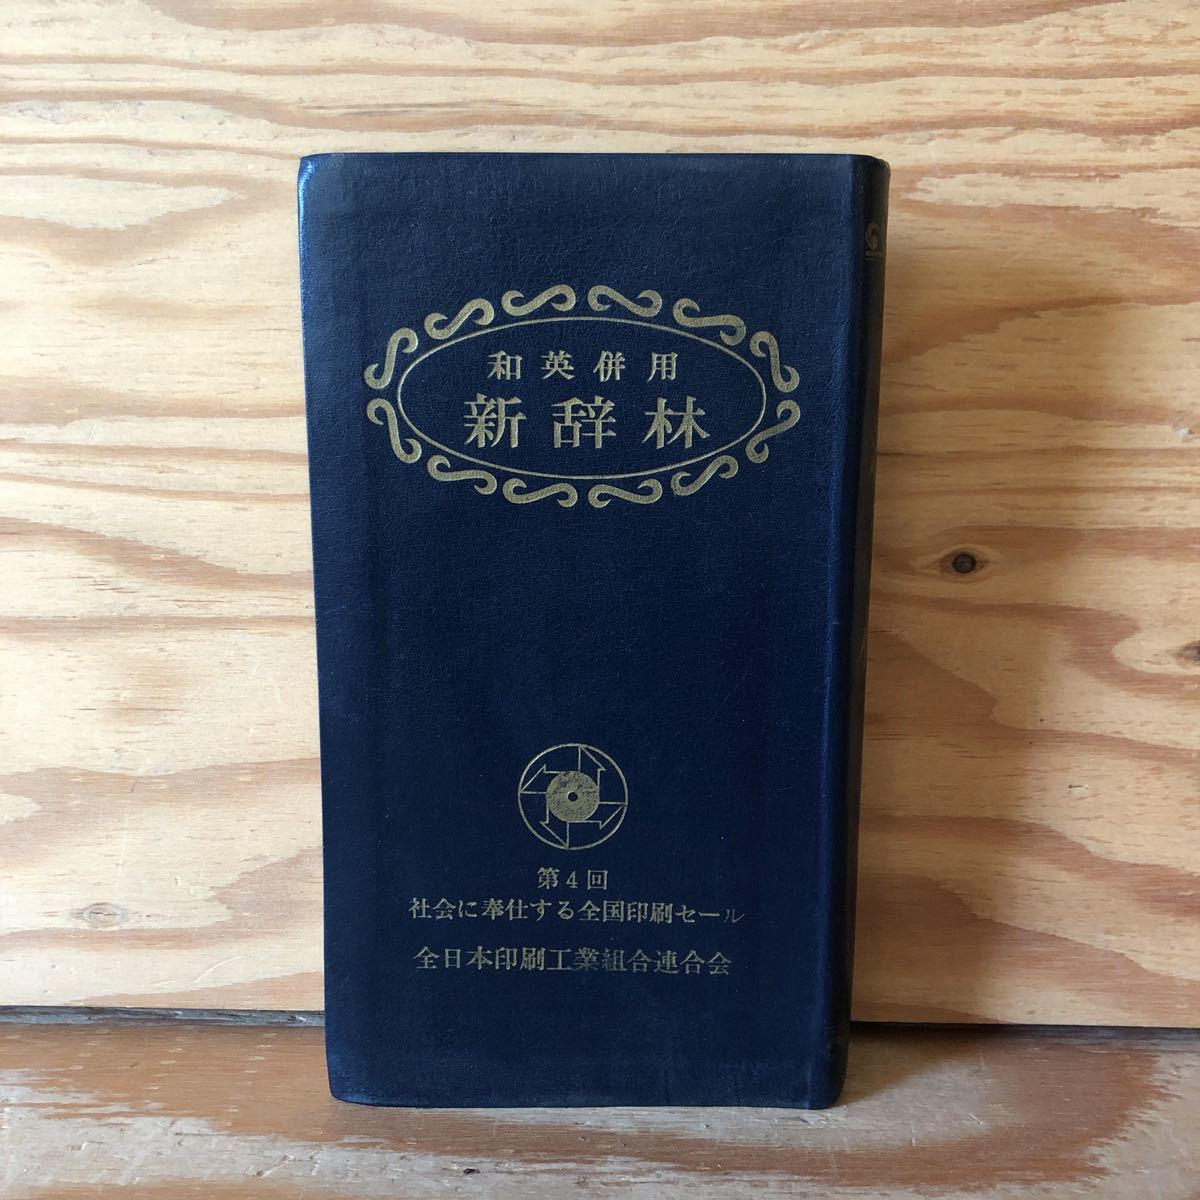 和英併用
新辞林
第4回
社会に奉仕する全国印刷セール
全日本印刷工業組合連合会